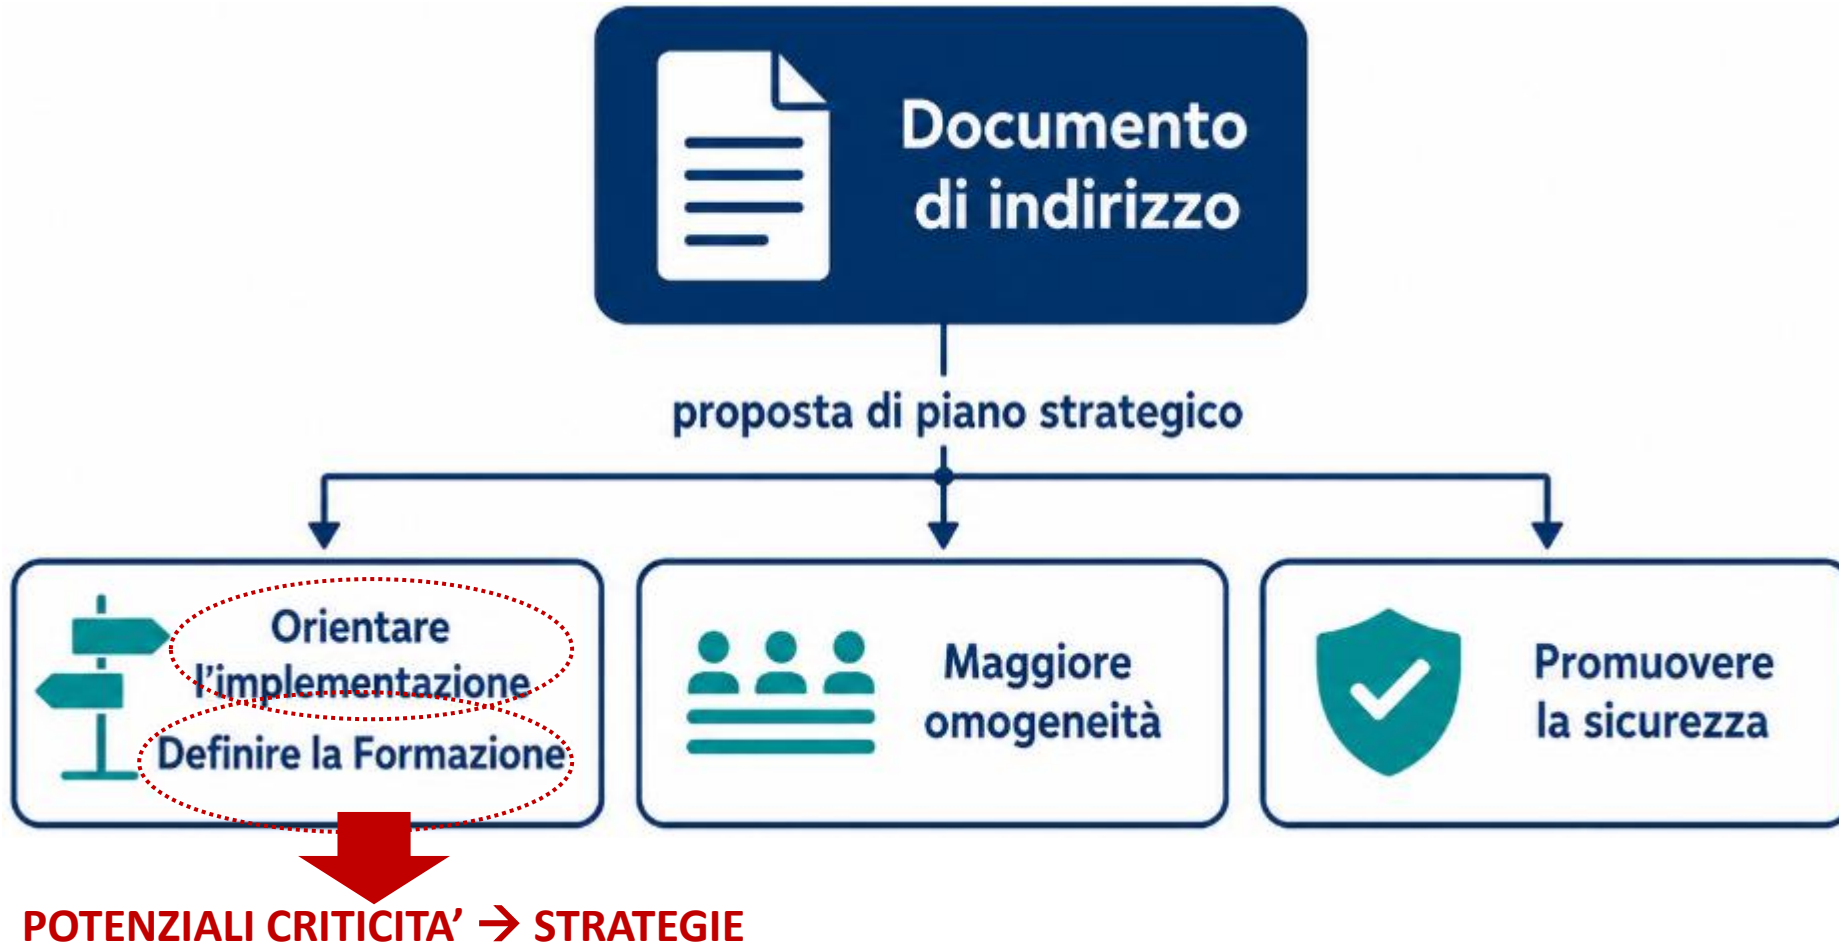 Documento
di indirizzo
proposta di piano strategico
Orientare
l'implementazione
Definire la Formazione
Maggiore
omogeneità
Promuovere
la sicurezza
POTENZIALI CRITICITA’ → STRATEGIE